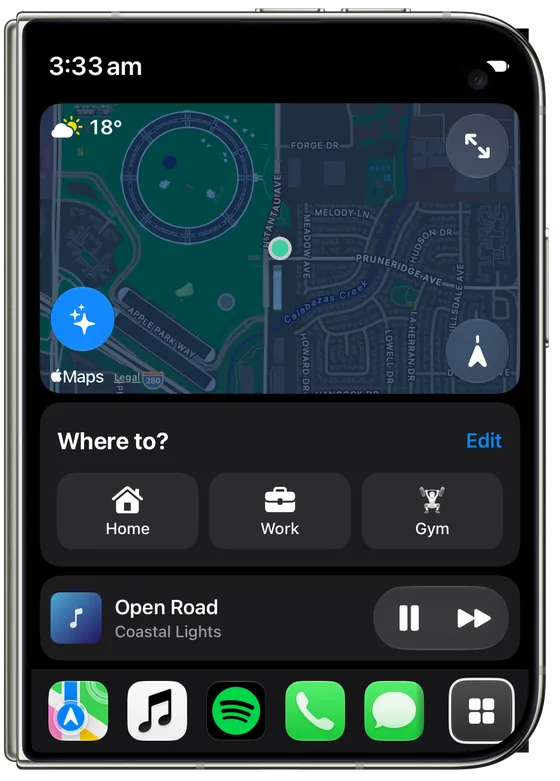 3:33 am
18°
FORGE DR
N TANTAU AVE
MELODY LN
MEADOW AVE
HUDSON DR
PRUNERIDGE AVE
Calabazas Creek
HILLSDALE AVE
APPLE PARK WAY
HOWARD DR
LOWELL DR
LA HERRAN DR
Maps
Legal
280
Where to?
Edit
Home
Work
Gym
Open Road
Coastal Lights